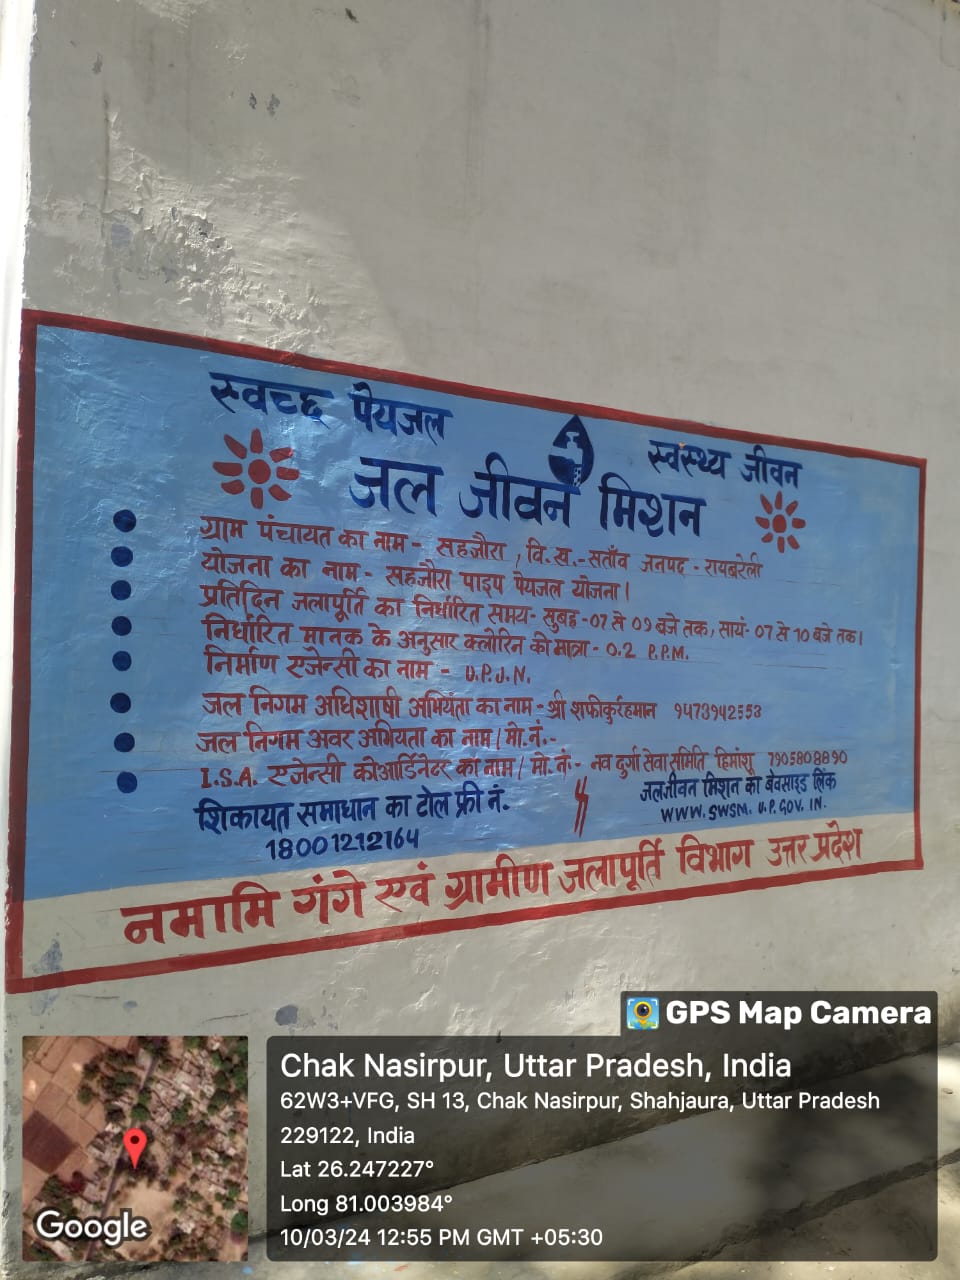 स्वच्छ पेयजल
स्वस्थ्य जीवन
जल जीवन मिशन
ग्राम पंचायत का नाम - सहजौरा , वि.ख.- सताँव जनपद - रायबरेली
योजना का नाम - सहजौरा पाइप पेयजल योजना।
प्रतिदिन जलापूर्ति का निर्धारित समय- सुबह -07 से 09 बजे तक, सायं- 07 से 10 बजे तक।
निर्धारित मानक के अनुसार क्लोरिन की मात्रा - 0.2 P.P.M.
निर्माण एजेन्सी का नाम - U.P.J.N.
जल निगम अधिशाषी अभियंता का नाम - श्री शफीकुर्रहमान ९473942553
जल निगम अवर अभियंता का नाम / मो.नं.-
I.S.A. एजेन्सी कोआर्डिनेटर का नाम / मो.नं.- नव दुर्गा सेवा समिति हिमांशू 7905808890
शिकायत समाधान का टोल फ्री नं.
18001212164
जलजीवन मिशन का बेवसाइड लिंक
WWW.SWSM.U.P.GOV.IN.
नमामि गंगे एवं ग्रामीण जलापूर्ति विभाग उत्तर प्रदेश
GPS Map Camera
Chak Nasirpur, Uttar Pradesh, India
62W3+VFG, SH 13, Chak Nasirpur, Shahjaura, Uttar Pradesh
229122, India
Lat 26.247227°
Long 81.003984°
10/03/24 12:55 PM GMT +05:30
Google